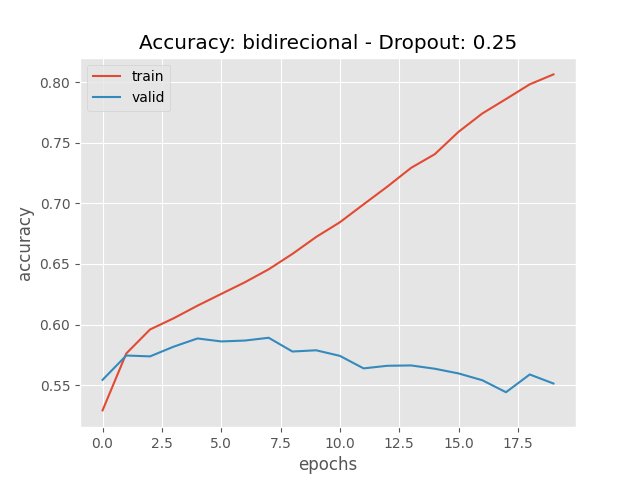 Accuracy: bidirecional - Dropout: 0.25
train
valid
accuracy
0.80
0.75
0.70
0.65
0.60
0.55
0.0 2.5 5.0 7.5 10.0 12.5 15.0 17.5
epochs